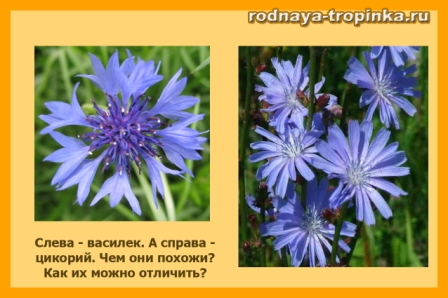 rodnaya-tropinka.ru
Слева - василек. А справа -
цикорий. Чем они похожи?
Как их можно отличить?